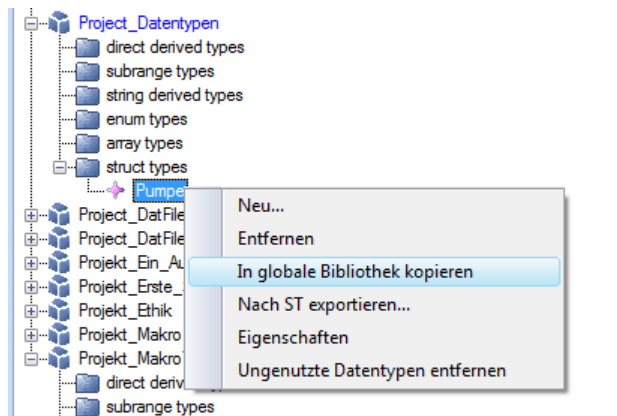 Project_Datentypen
direct derived types
subrange types
string derived types
enum types
array types
struct types
Pumpe
Neu...
Entfernen
In globale Bibliothek kopieren
Nach ST exportieren...
Eigenschaften
Ungenutzte Datentypen entfernen
Project_DatFile
Project_DatFile
Projekt_Ein_Au
Projekt_Erste_
Projekt_Ethik
Projekt_Makro
Projekt_Makro
direct deriv
subrange types